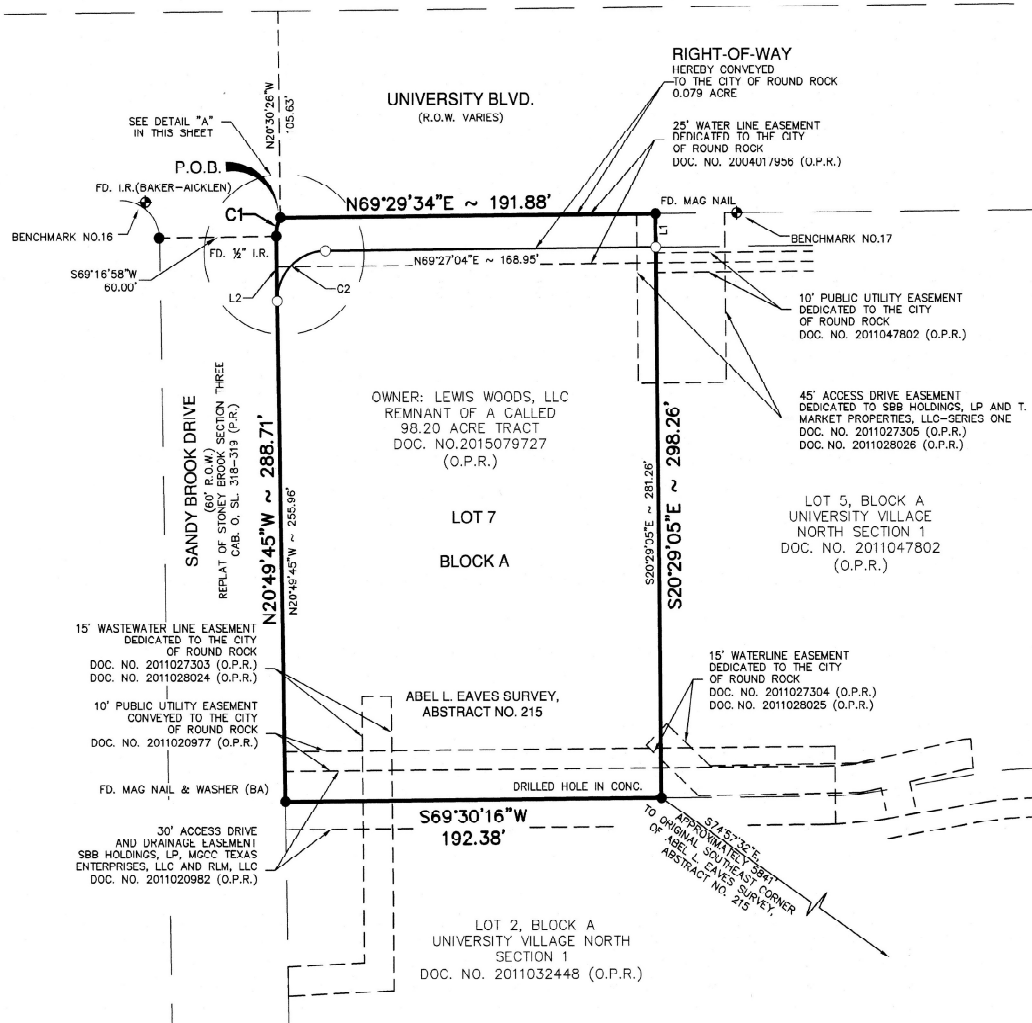 RIGHT-OF-WAY
HEREBY CONVEYED
TO THE CITY OF ROUND ROCK
0.079 ACRE
UNIVERSITY BLVD.
(R.O.W. VARIES)
N20°30'26"W
'05.63'
SEE DETAIL "A"
IN THIS SHEET
25' WATER LINE EASEMENT
DEDICATED TO THE CITY
OF ROUND ROCK
DOC. NO. 2004017956 (O.P.R.)
P.O.B.
FD. I.R.(BAKER-AICKLEN)
C1
N69°29'34"E ~ 191.88'
FD. MAG NAIL
L1
BENCHMARK NO.16
BENCHMARK NO.17
FD. ½" I.R.
S69°16'58"W
60.00'
N69°27'04"E ~ 168.95'
L2
C2
10' PUBLIC UTILITY EASEMENT
DEDICATED TO THE CITY
OF ROUND ROCK
DOC. NO. 2011047802 (O.P.R.)
SANDY BROOK DRIVE
(60' R.O.W.)
REPLAT OF STONEY BROOK SECTION THREE
CAB. O, SL. 318-319 (P.R.)
N20°49'45"W ~ 288.71'
N20°49'45"W ~ 255.96'
OWNER: LEWIS WOODS, LLC
REMNANT OF A CALLED
98.20 ACRE TRACT
DOC. NO.2015079727
(O.P.R.)
LOT 7
BLOCK A
S20°29'05"E ~ 281.26'
S20°29'05"E ~ 298.26'
45' ACCESS DRIVE EASEMENT
DEDICATED TO SBB HOLDINGS, LP AND T.
MARKET PROPERTIES, LLC-SERIES ONE
DOC. NO. 2011027305 (O.P.R.)
DOC. NO. 2011028026 (O.P.R.)
LOT 5, BLOCK A
UNIVERSITY VILLAGE
NORTH SECTION 1
DOC. NO. 2011047802
(O.P.R.)
15' WASTEWATER LINE EASEMENT
DEDICATED TO THE CITY
OF ROUND ROCK
DOC. NO. 2011027303 (O.P.R.)
DOC. NO. 2011028024 (O.P.R.)
15' WATERLINE EASEMENT
DEDICATED TO THE CITY
OF ROUND ROCK
DOC. NO. 2011027304 (O.P.R.)
DOC. NO. 2011028025 (O.P.R.)
10' PUBLIC UTILITY EASEMENT
CONVEYED TO THE CITY
OF ROUND ROCK
DOC. NO. 2011020977 (O.P.R.)
ABEL L. EAVES SURVEY,
ABSTRACT NO. 215
FD. MAG NAIL & WASHER (BA)
DRILLED HOLE IN CONC.
S69°30'16"W
192.38'
30' ACCESS DRIVE
AND DRAINAGE EASEMENT
SBB HOLDINGS, LP, MGCC TEXAS
ENTERPRISES, LLC AND RLM, LLC
DOC. NO. 2011020982 (O.P.R.)
S74°52'32"E,
APPROXIMATELY 5841'
TO ORIGINAL SOUTHEAST CORNER
OF ABEL L. EAVES SURVEY,
ABSTRACT NO. 215
LOT 2, BLOCK A
UNIVERSITY VILLAGE NORTH
SECTION 1
DOC. NO. 2011032448 (O.P.R.)